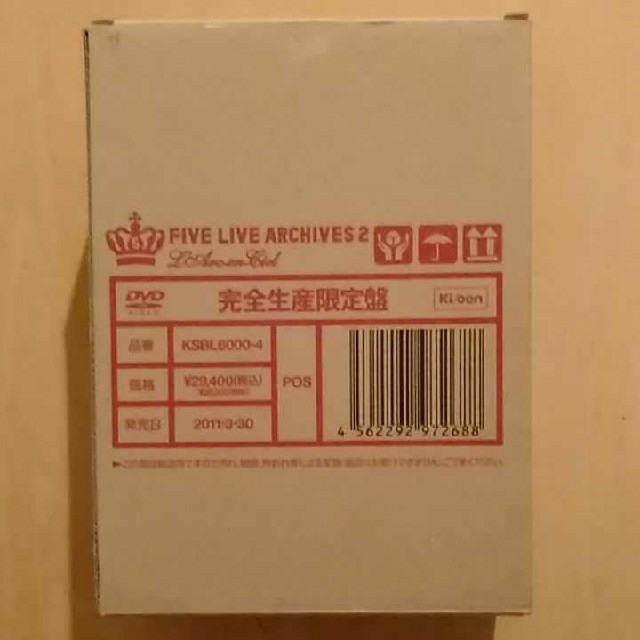 FIVE LIVE ARCHIVES 2
L'Arc~en~Ciel
DVD
VIDEO
完全生産限定盤
Ki/oon
品番
KSBL6000-4
価格
¥29,400(税込)
POS
発売日
2011·3·30
4 562292 972688